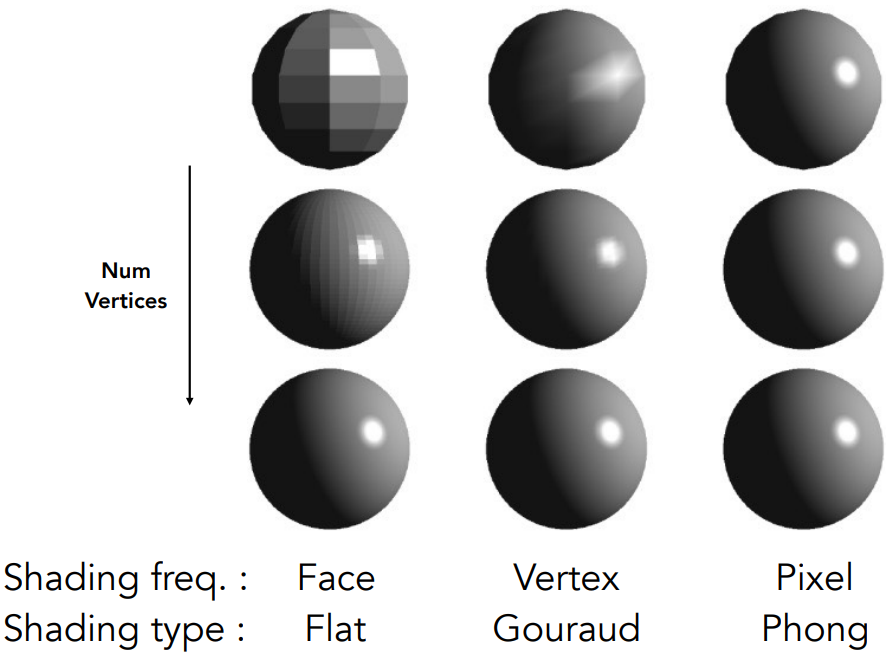 Num
Vertices
Shading freq. : Face Vertex Pixel
Shading type : Flat Gouraud Phong